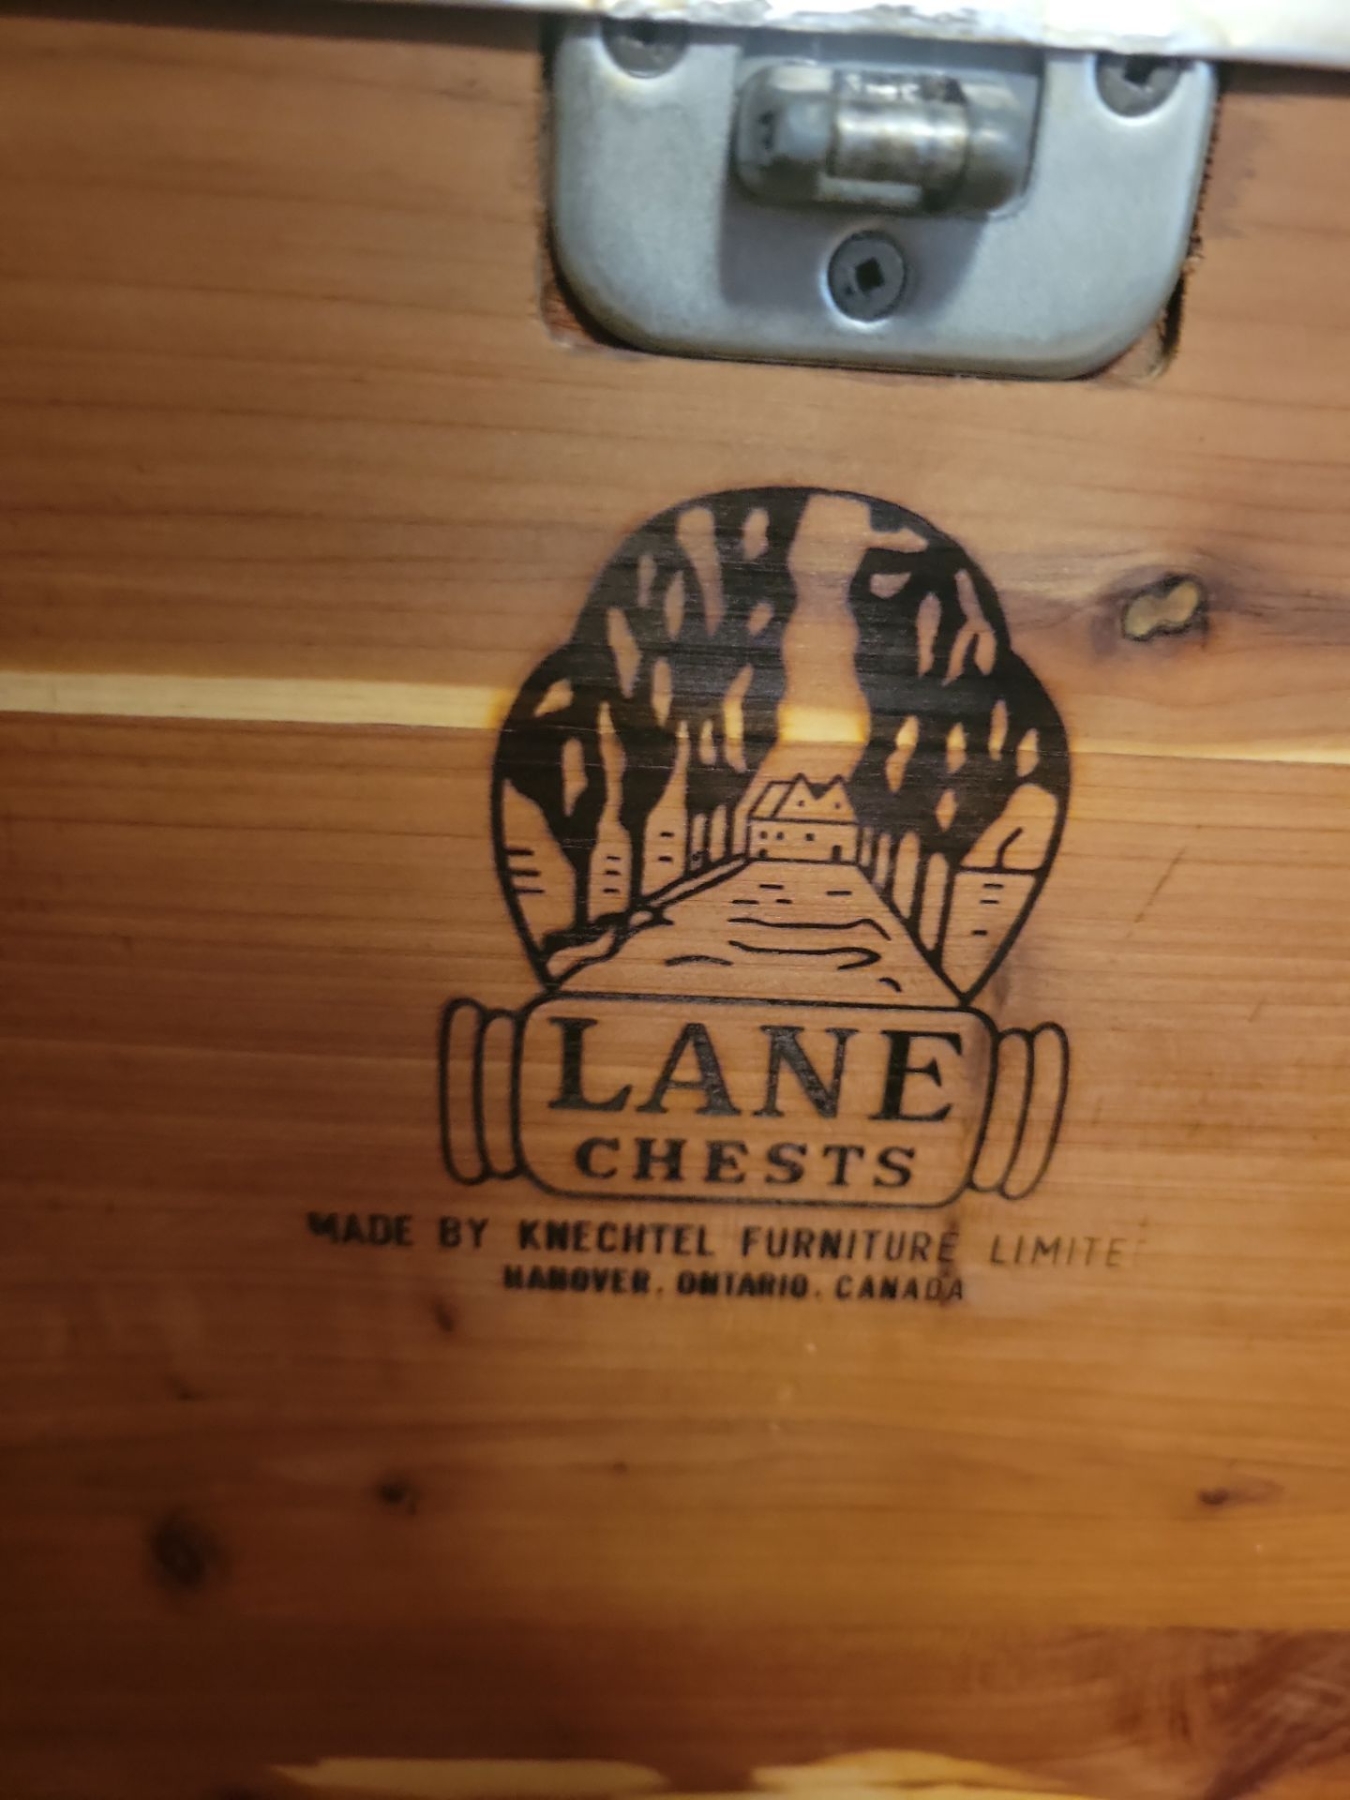 LANE
CHESTS
MADE BY KNECHTEL FURNITURE LIMITE
HANOVER. ONTARIO. CANADA